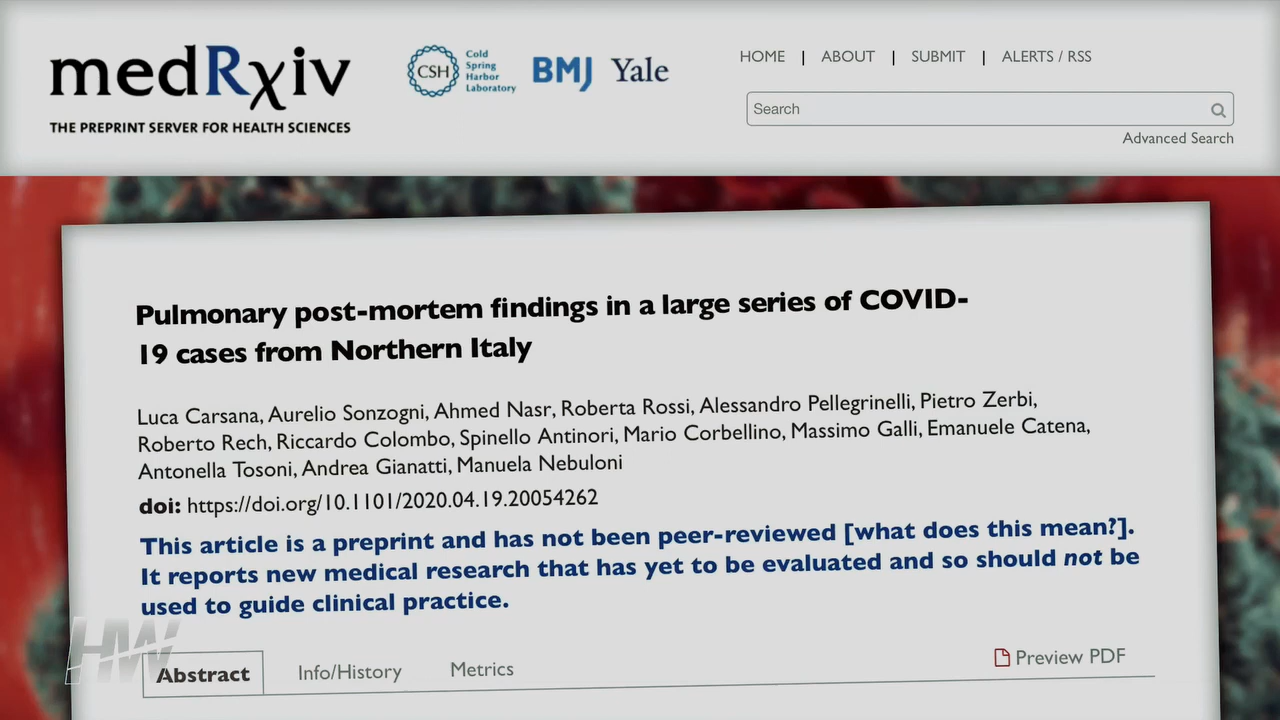 medRxiv
THE PREPRINT SERVER FOR HEALTH SCIENCES
CSH
Cold
Spring
Harbor
Laboratory
BMJ
Yale
HOME | ABOUT | SUBMIT | ALERTS / RSS
Search
Advanced Search
Pulmonary post-mortem findings in a large series of COVID-
19 cases from Northern Italy
Luca Carsana, Aurelio Sonzogni, Ahmed Nasr, Roberta Rossi, Alessandro Pellegrinelli, Pietro Zerbi,
Roberto Rech, Riccardo Colombo, Spinello Antinori, Mario Corbellino, Massimo Galli, Emanuele Catena,
Antonella Tosoni, Andrea Gianatti, Manuela Nebuloni
doi: https://doi.org/10.1101/2020.04.19.20054262
This article is a preprint and has not been peer-reviewed [what does this mean?].
It reports new medical research that has yet to be evaluated and so should not be
used to guide clinical practice.
HW
Abstract
Info/History
Metrics
Preview PDF